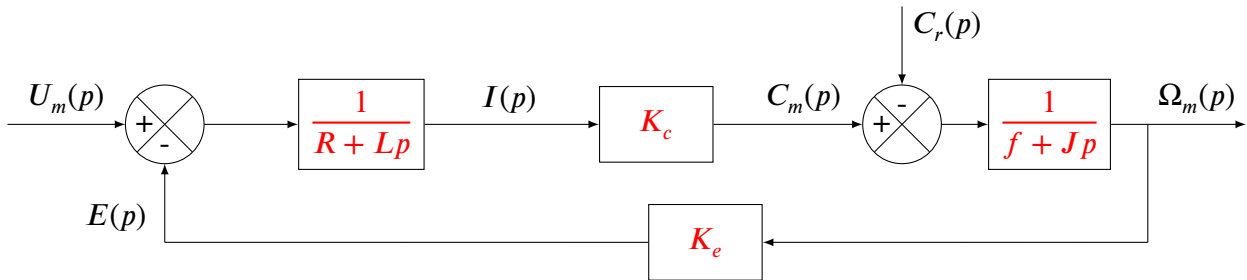 C_r(p)
U_m(p)
+
-
1
R + Lp
I(p)
K_c
C_m(p)
-
+
1
f + Jp
Ω_m(p)
E(p)
K_e